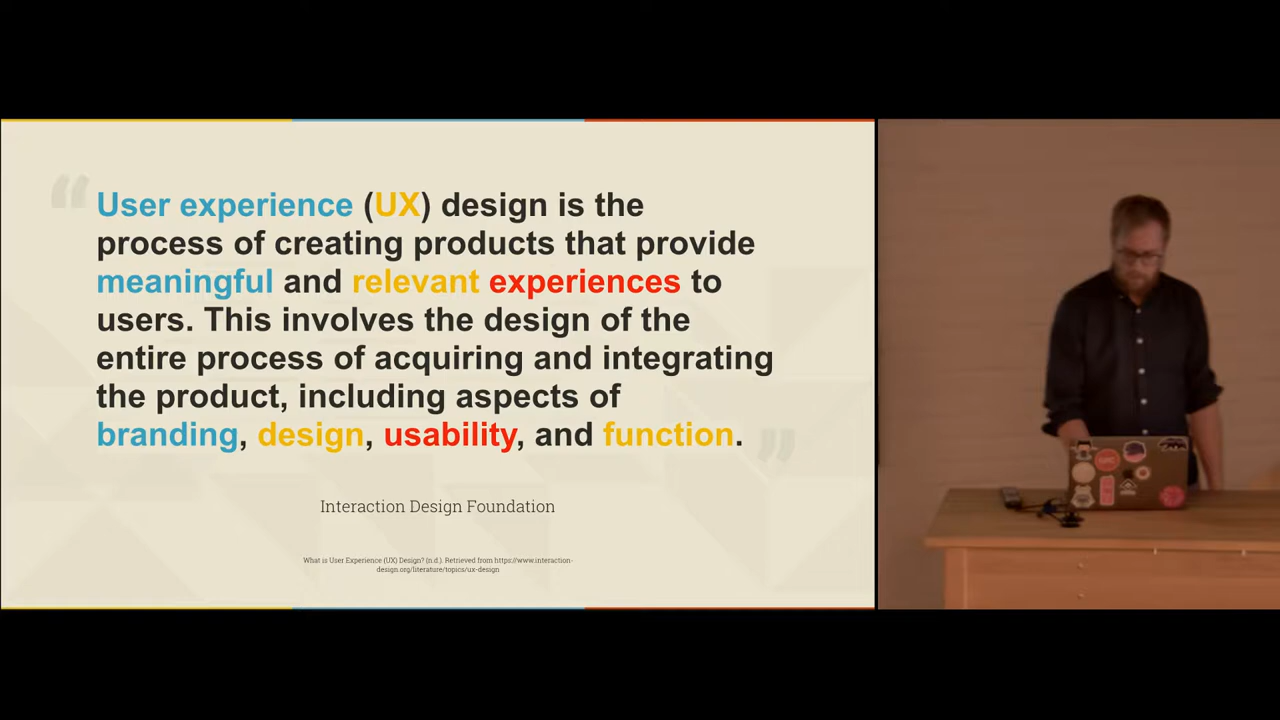 User experience (UX) design is the
process of creating products that provide
meaningful and relevant experiences to
users. This involves the design of the
entire process of acquiring and integrating
the product, including aspects of
branding, design, usability, and function.
Interaction Design Foundation
What is User Experience (UX) Design? (n.d.). Retrieved from https://www.interaction-
design.org/literature/topics/ux-design